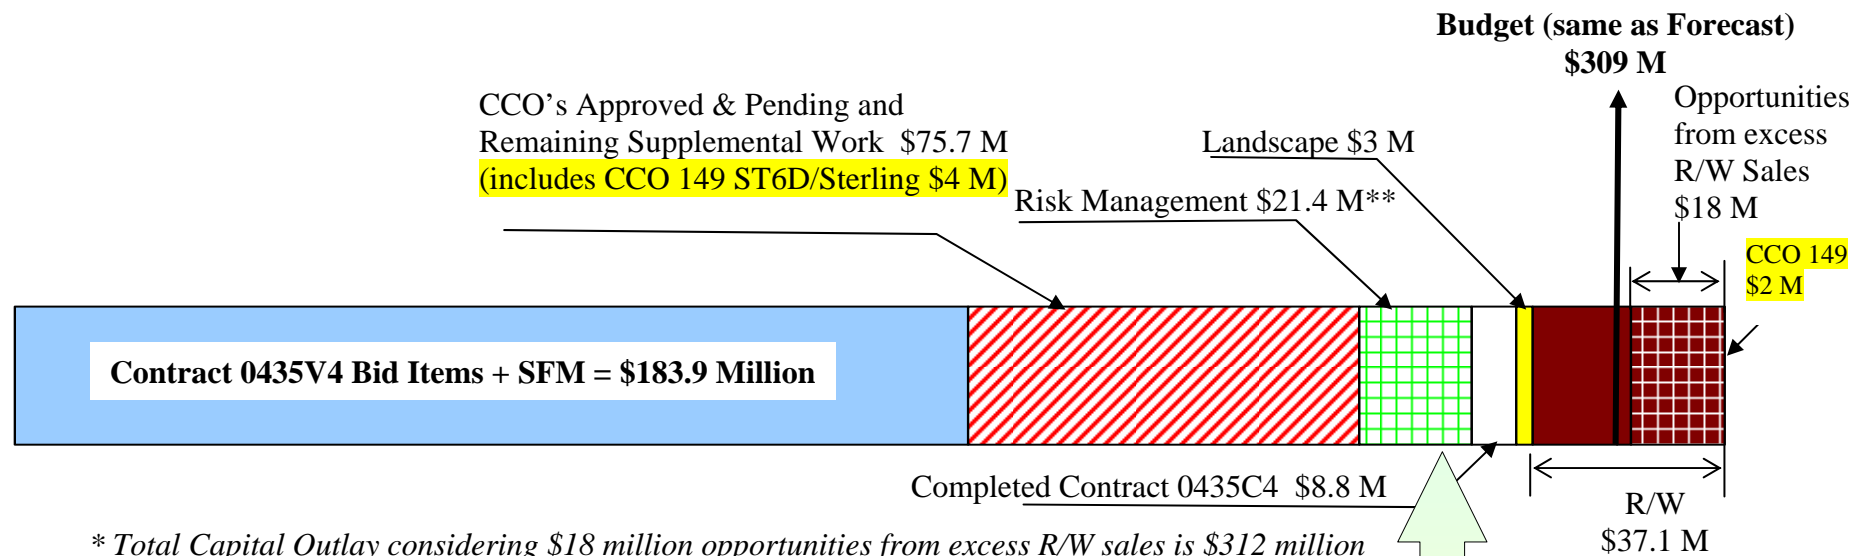 Budget (same as Forecast)
$309 M
CCO's Approved & Pending and
Remaining Supplemental Work $75.7 M
(includes CCO 149 ST6D/Sterling $4 M)
Landscape $3 M
Risk Management $21.4 M**
Opportunities
from excess
R/W Sales
$18 M
CCO 149
$2 M
Contract 0435V4 Bid Items + SFM = $183.9 Million
Completed Contract 0435C4 $8.8 M
R/W
$37.1 M
* Total Capital Outlay considering $18 million opportunities from excess R/W sales is $312 million